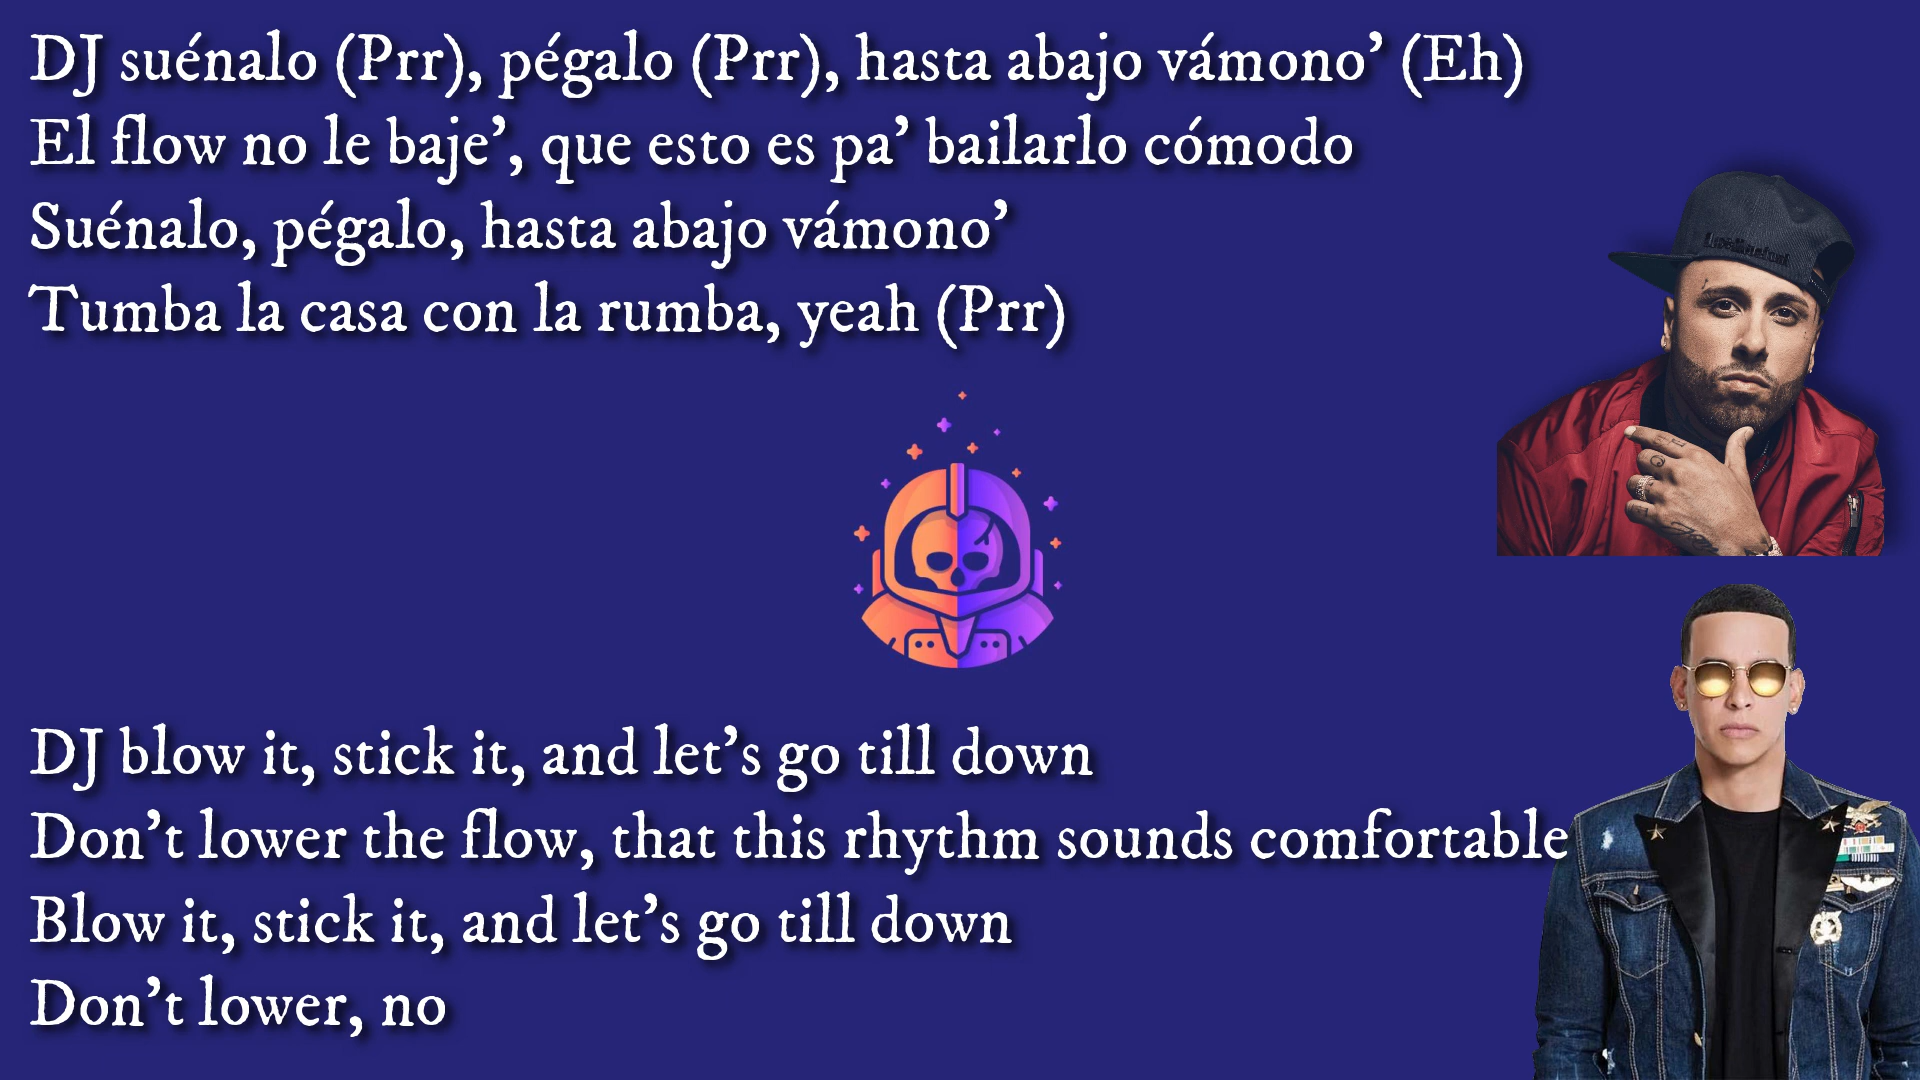 DJ suénalo (Prr), pégalo (Prr), hasta abajo vámono’ (Eh)
El flow no le baje’, que esto es pa’ bailarlo cómodo
Suénalo, pégalo, hasta abajo vámono’
Tumba la casa con la rumba, yeah (Prr)
DJ blow it, stick it, and let’s go till down
Don’t lower the flow, that this rhythm sounds comfortable
Blow it, stick it, and let’s go till down
Don’t lower, no